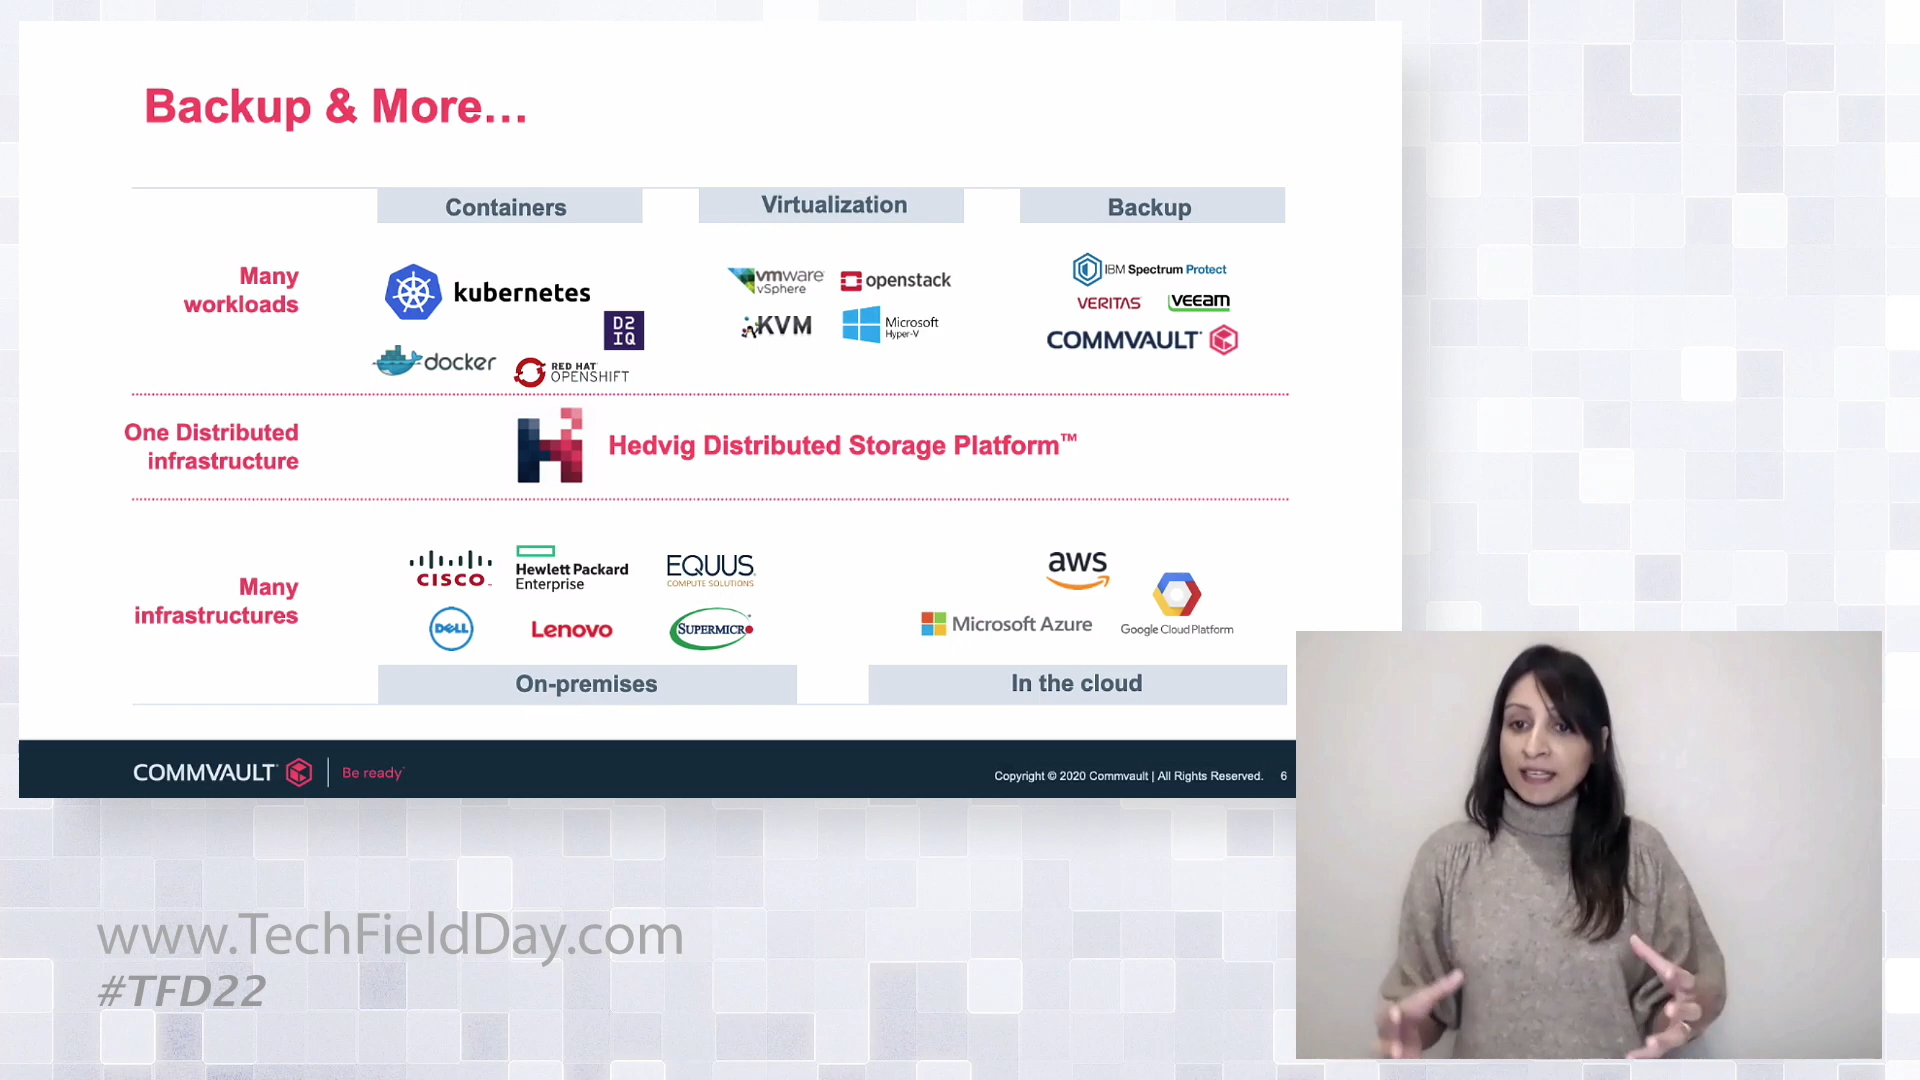 Backup & More...
Containers
Virtualization
Backup
Many
workloads
kubernetes
D2
IQ
docker
RED HAT
OPENSHIFT
vmware
vSphere
openstack
KVM
Microsoft
Hyper-V
IBM Spectrum Protect
VERITAS
veeam
COMMVAULT
One Distributed
infrastructure
H
Hedvig Distributed Storage Platform™
Many
infrastructures
CISCO
Hewlett Packard
Enterprise
EQUUS
COMPUTE SOLUTIONS
DELL
Lenovo
SUPERMICRO
aws
Microsoft Azure
Google Cloud Platform
On-premises
In the cloud
COMMVAULT
Be ready
Copyright © 2020 Commvault | All Rights Reserved. 6
www.TechFieldDay.com
#TFD22